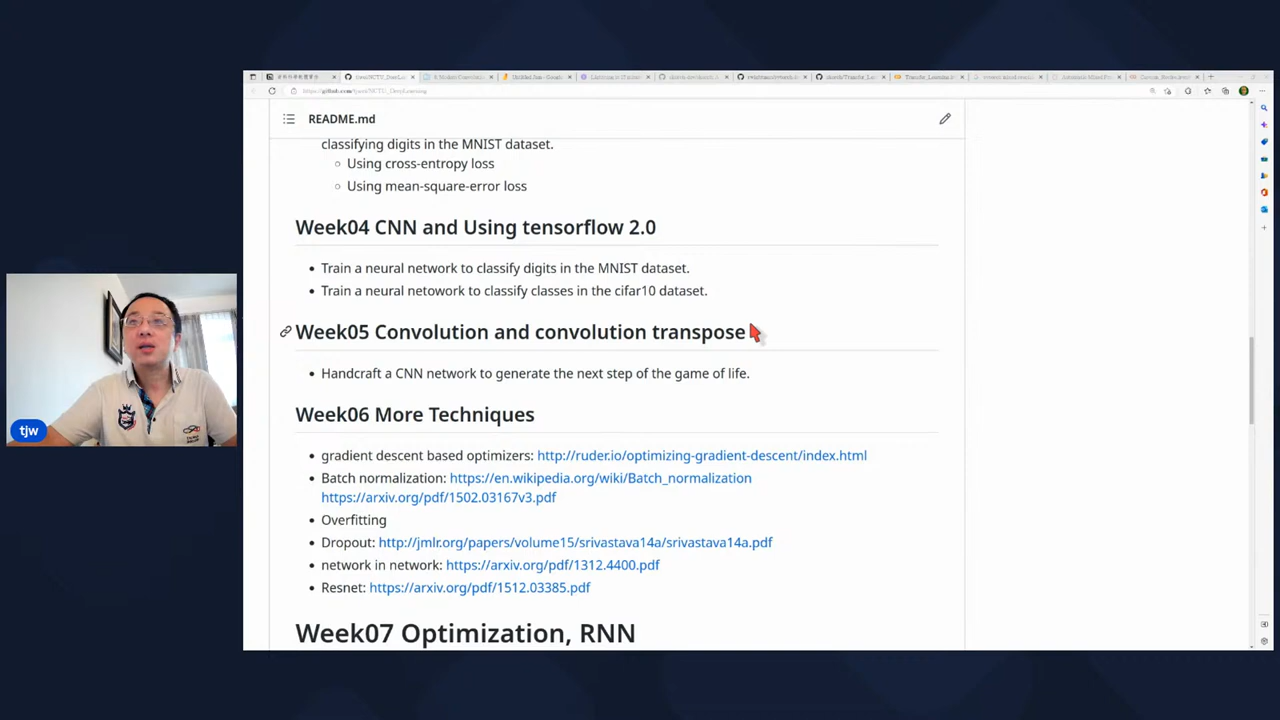 https://github.com/tjwei/NCTU_DeepLearning
README.md
classifying digits in the MNIST dataset.
Using cross-entropy loss
Using mean-square-error loss
Week04 CNN and Using tensorflow 2.0
Train a neural network to classify digits in the MNIST dataset.
Train a neural netowork to classify classes in the cifar10 dataset.
Week05 Convolution and convolution transpose
Handcraft a CNN network to generate the next step of the game of life.
Week06 More Techniques
gradient descent based optimizers: http://ruder.io/optimizing-gradient-descent/index.html
Batch normalization: https://en.wikipedia.org/wiki/Batch_normalization
https://arxiv.org/pdf/1502.03167v3.pdf
Overfitting
Dropout: http://jmlr.org/papers/volume15/srivastava14a/srivastava14a.pdf
network in network: https://arxiv.org/pdf/1312.4400.pdf
Resnet: https://arxiv.org/pdf/1512.03385.pdf
Week07 Optimization, RNN
tjw